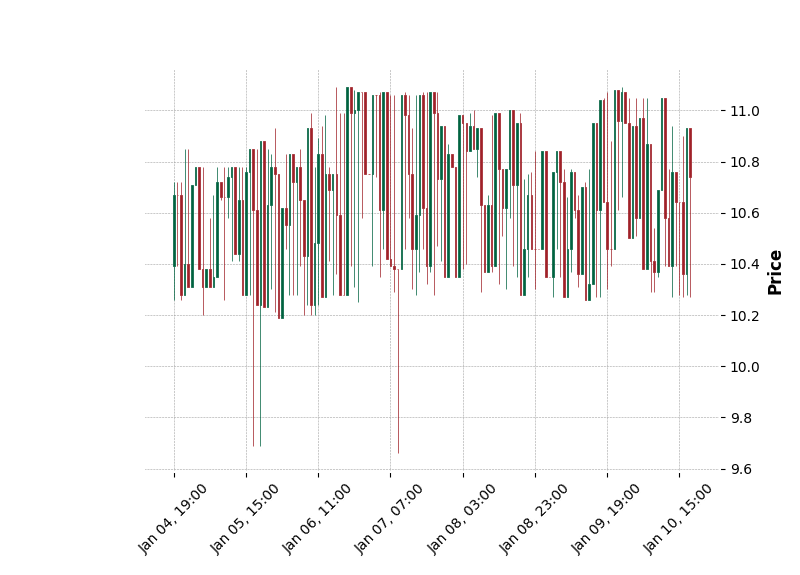 11.0
10.8
10.6
10.4
10.2
10.0
9.8
9.6
Price
Jan 04, 19:00
Jan 05, 15:00
Jan 06, 11:00
Jan 07, 07:00
Jan 08, 03:00
Jan 08, 23:00
Jan 09, 19:00
Jan 10, 15:00